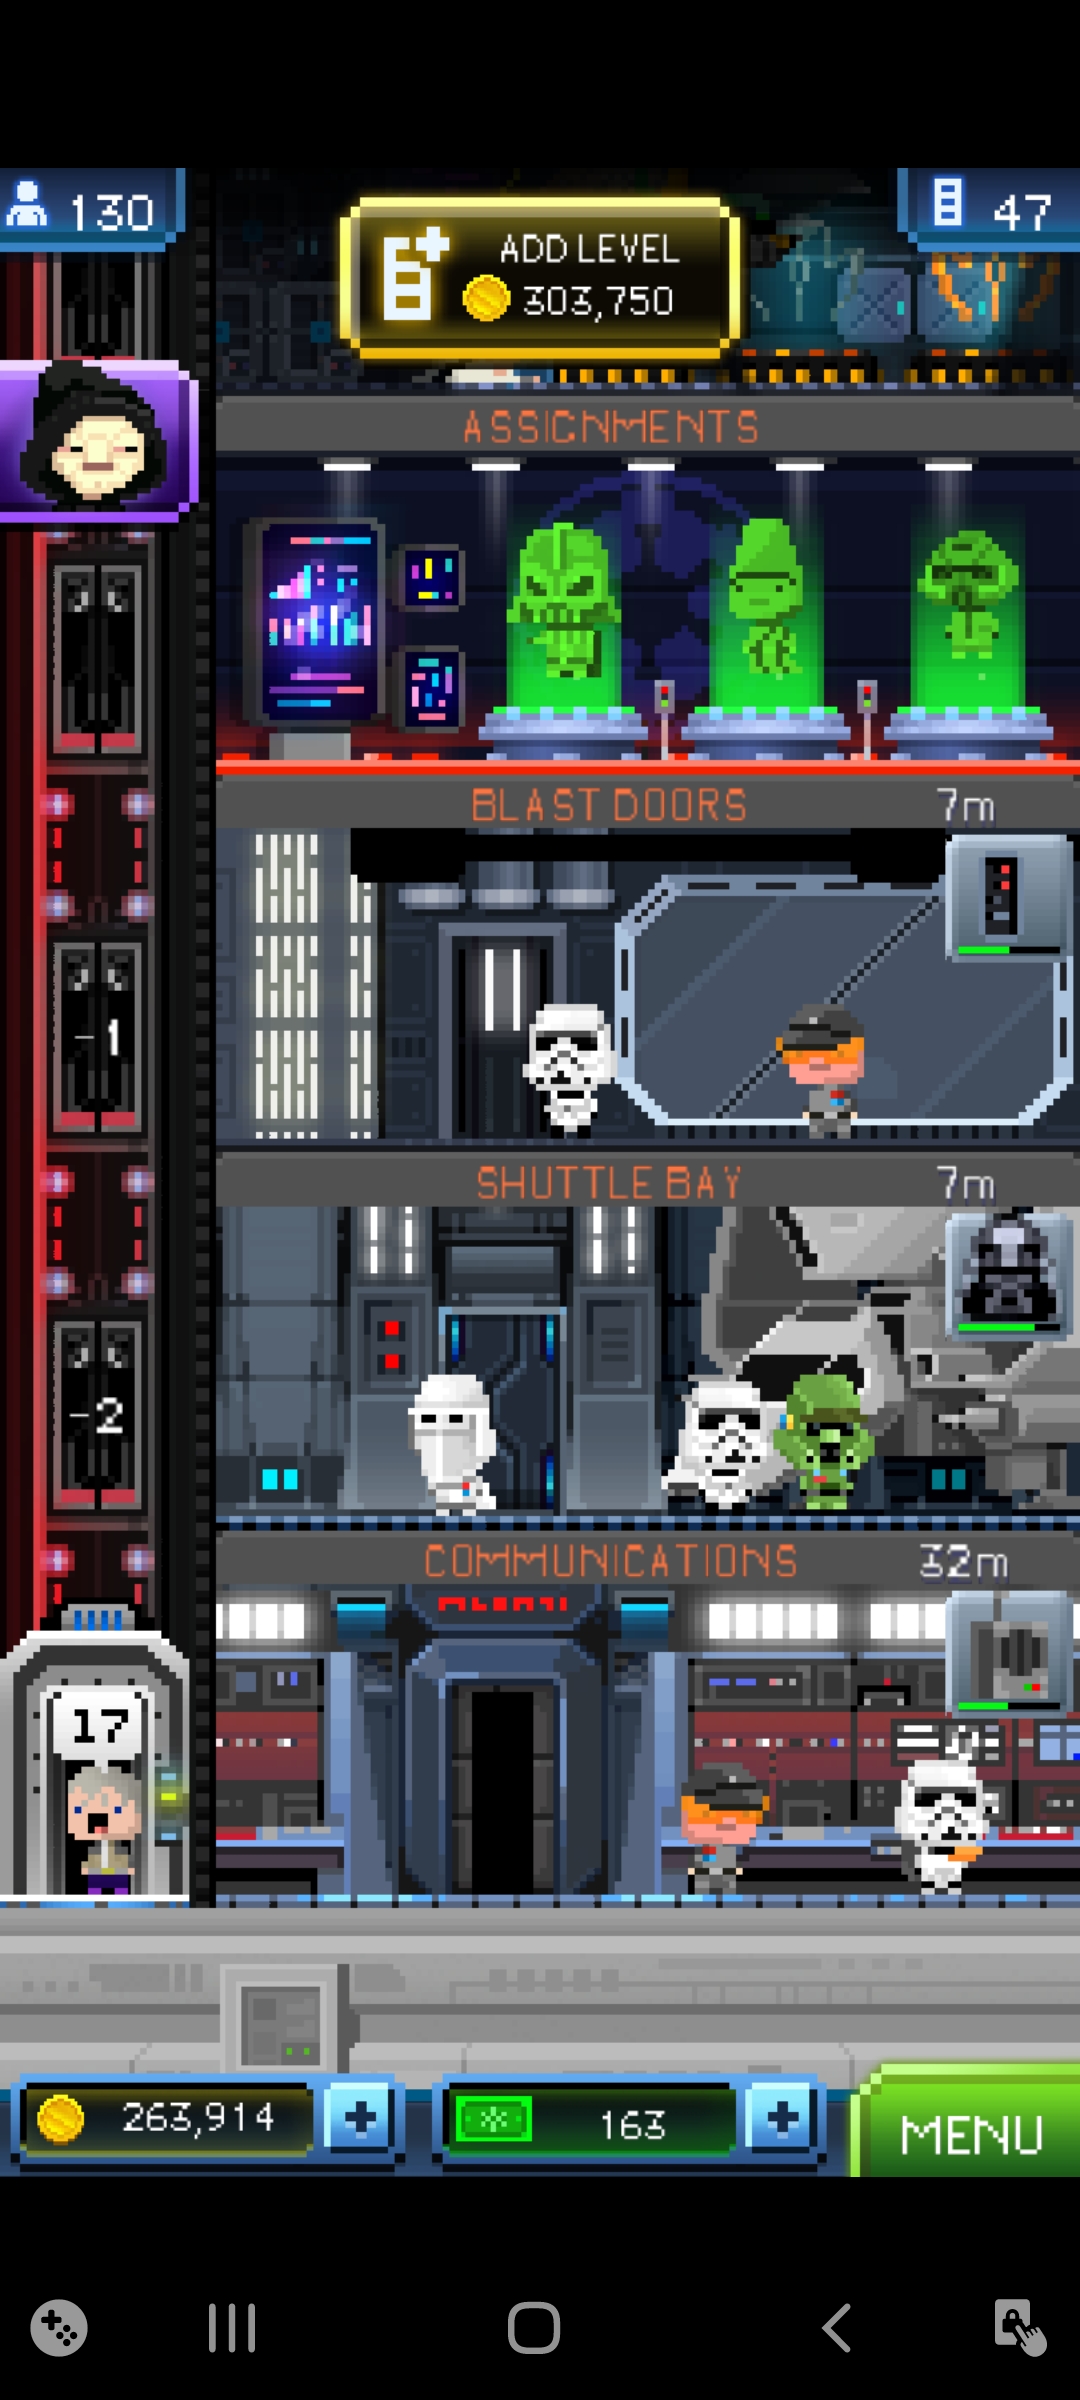 130
ADD LEVEL
303,750
47
ASSIGNMENTS
BLAST DOORS 7m
-1
SHUTTLE BAY 7m
-2
COMMUNICATIONS 32m
17
263,914
163
MENU